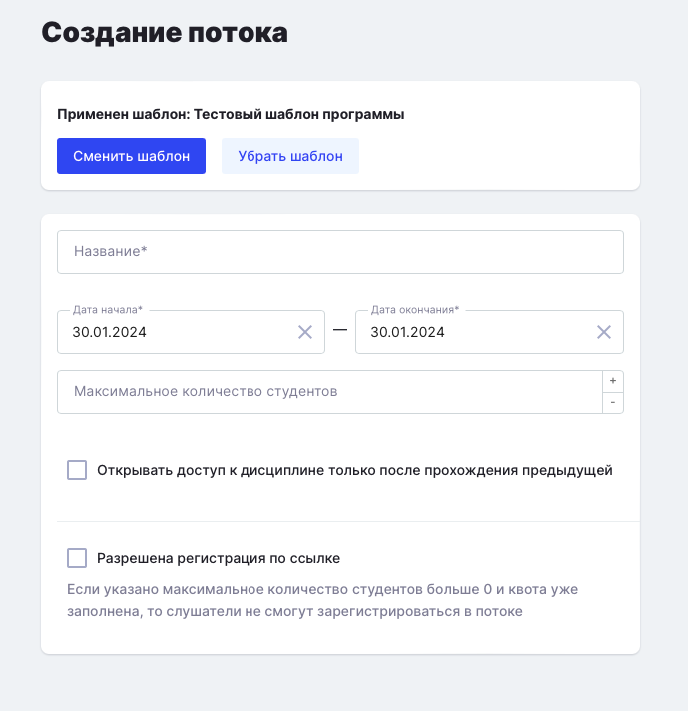 Создание потока
Применен шаблон: Тестовый шаблон программы
Сменить шаблон Убрать шаблон
Название*
Дата начала* Дата окончания*
30.01.2024 — 30.01.2024
Максимальное количество студентов + -
Открывать доступ к дисциплине только после прохождения предыдущей
Разрешена регистрация по ссылке
Если указано максимальное количество студентов больше 0 и квота уже
заполнена, то слушатели не смогут зарегистрироваться в потоке